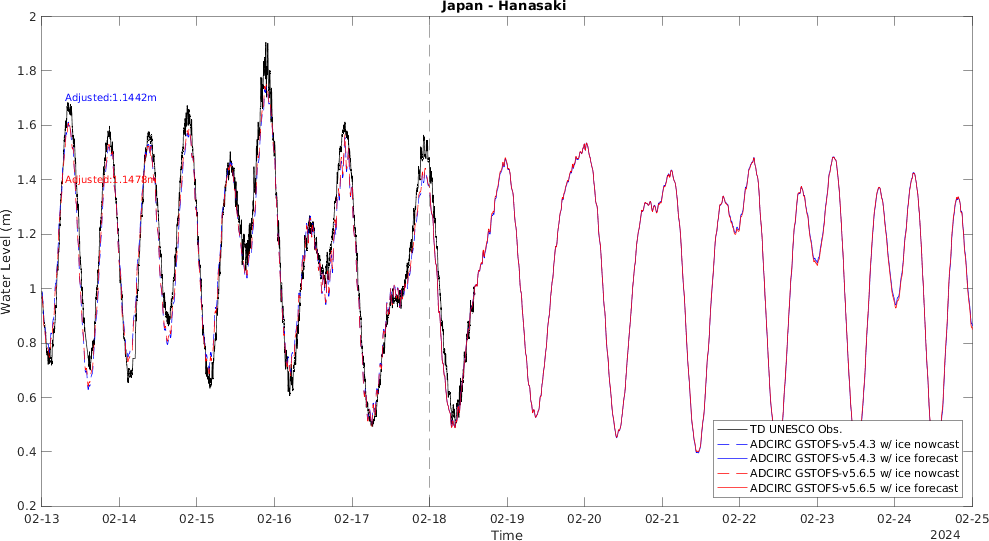 Japan - Hanasaki
2
1.8
Adjusted:1.1442m
1.6
1.4
Adjusted:1.1478m
1.2
Water Level (m)
1
0.8
0.6
0.4
0.2
TD UNESCO Obs.
ADCIRC GSTOFS-v5.4.3 w/ ice nowcast
ADCIRC GSTOFS-v5.4.3 w/ ice forecast
ADCIRC GSTOFS-v5.6.5 w/ ice nowcast
ADCIRC GSTOFS-v5.6.5 w/ ice forecast
02-13 02-14 02-15 02-16 02-17 02-18 02-19 02-20 02-21 02-22 02-23 02-24 02-25
Time
2024